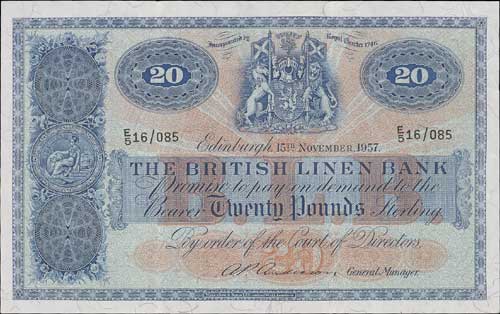 Incorporated by Royal Charter 1746.
20 20
E/5 16/085 E/5 16/085
Edinburgh, 15TH NOVEMBER, 1957.
THE BRITISH LINEN BANK
Promise to pay on demand to the
Bearer Twenty Pounds Sterling.
By order of the Court of Directors.
General Manager.